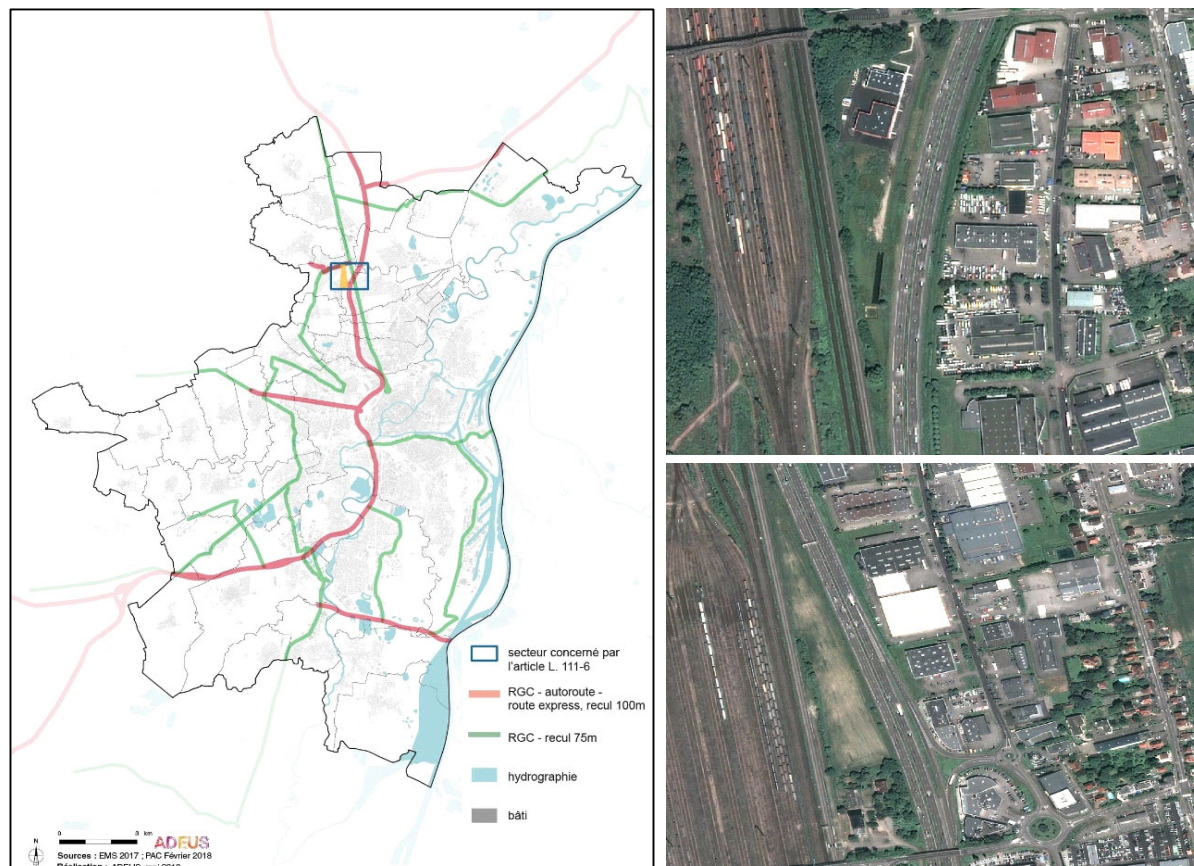 secteur concerné par
l'article L. 111-6
RGC - autoroute -
route express, recul 100m
RGC - recul 75m
hydrographie
bâti
0 3 km
ADEUS
N
Sources : EMS 2017 ; PAC Février 2018
Réalisation : ADEUS